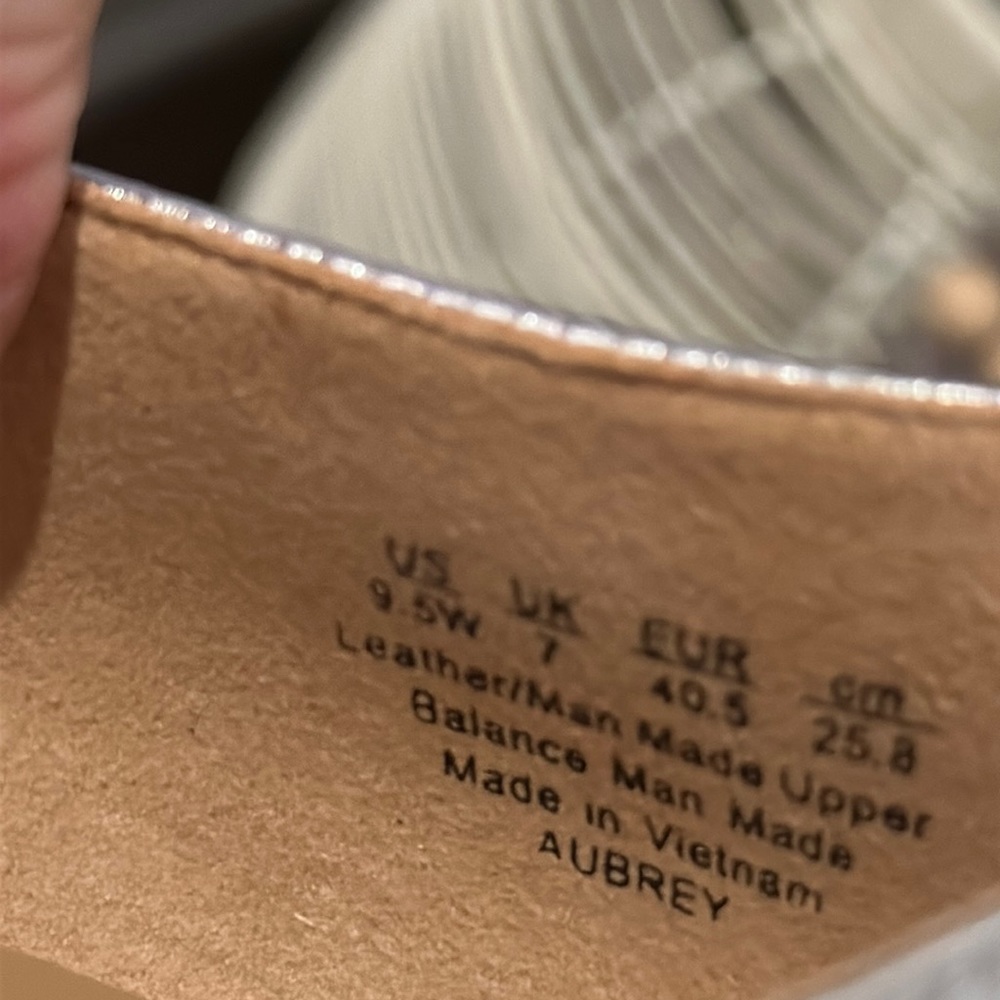 US UK EUR cm
9.5W 7 40.5 25.8
Leather/Man Made Upper
Balance Man Made
Made in Vietnam
AUBREY